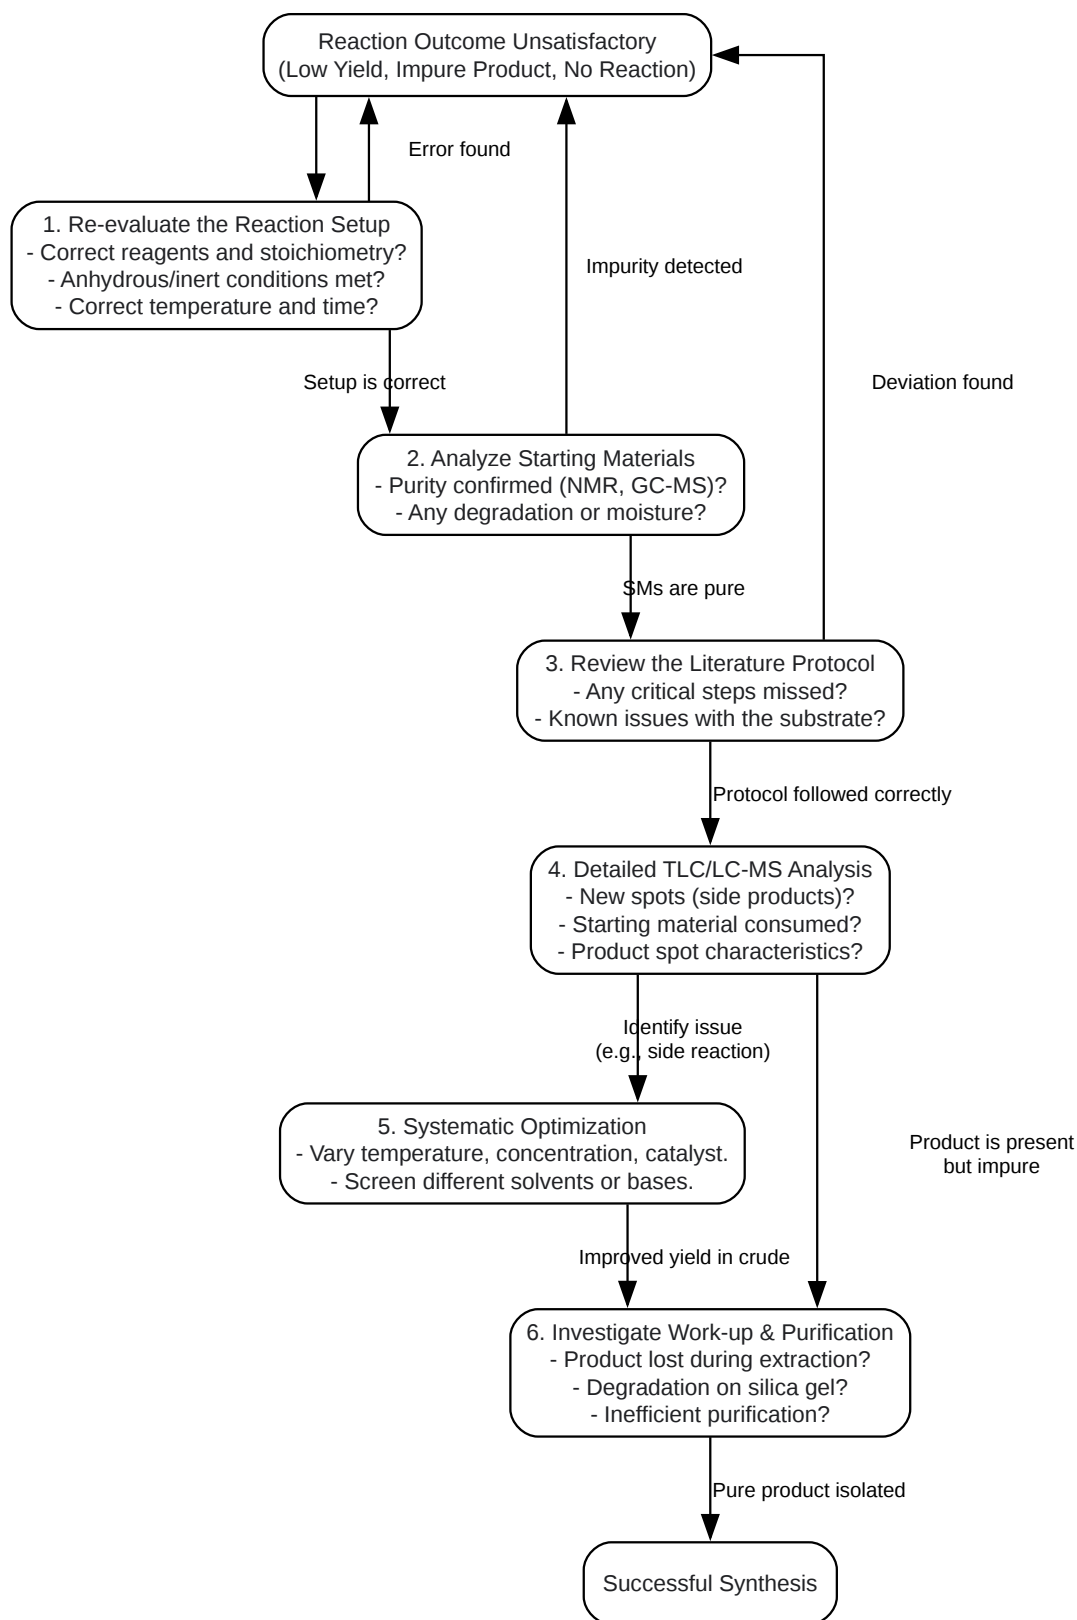 Reaction Outcome Unsatisfactory
(Low Yield, Impure Product, No Reaction)
Error found
1. Re-evaluate the Reaction Setup
- Correct reagents and stoichiometry?
- Anhydrous/inert conditions met?
- Correct temperature and time?
Impurity detected
Setup is correct
Deviation found
2. Analyze Starting Materials
- Purity confirmed (NMR, GC-MS)?
- Any degradation or moisture?
SMs are pure
3. Review the Literature Protocol
- Any critical steps missed?
- Known issues with the substrate?
Protocol followed correctly
4. Detailed TLC/LC-MS Analysis
- New spots (side products)?
- Starting material consumed?
- Product spot characteristics?
Identify issue
(e.g., side reaction)
5. Systematic Optimization
- Vary temperature, concentration, catalyst.
- Screen different solvents or bases.
Product is present
but impure
Improved yield in crude
6. Investigate Work-up & Purification
- Product lost during extraction?
- Degradation on silica gel?
- Inefficient purification?
Pure product isolated
Successful Synthesis